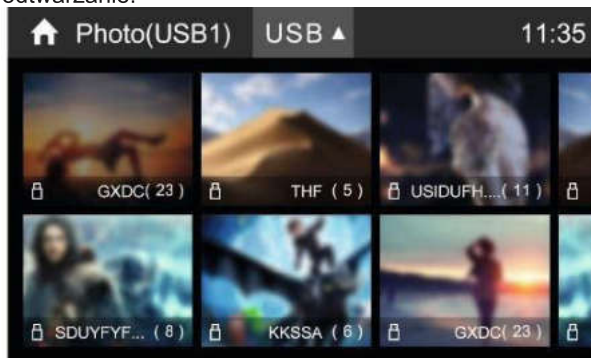 odtwarzanie.
Photo(USB1) USB ▲ 11:35
GXDC( 23 ) THF ( 5 ) USIDUFH....( 11 )
SDUYFYF... ( 8 ) KKSSA ( 6 ) GXDC( 23 )